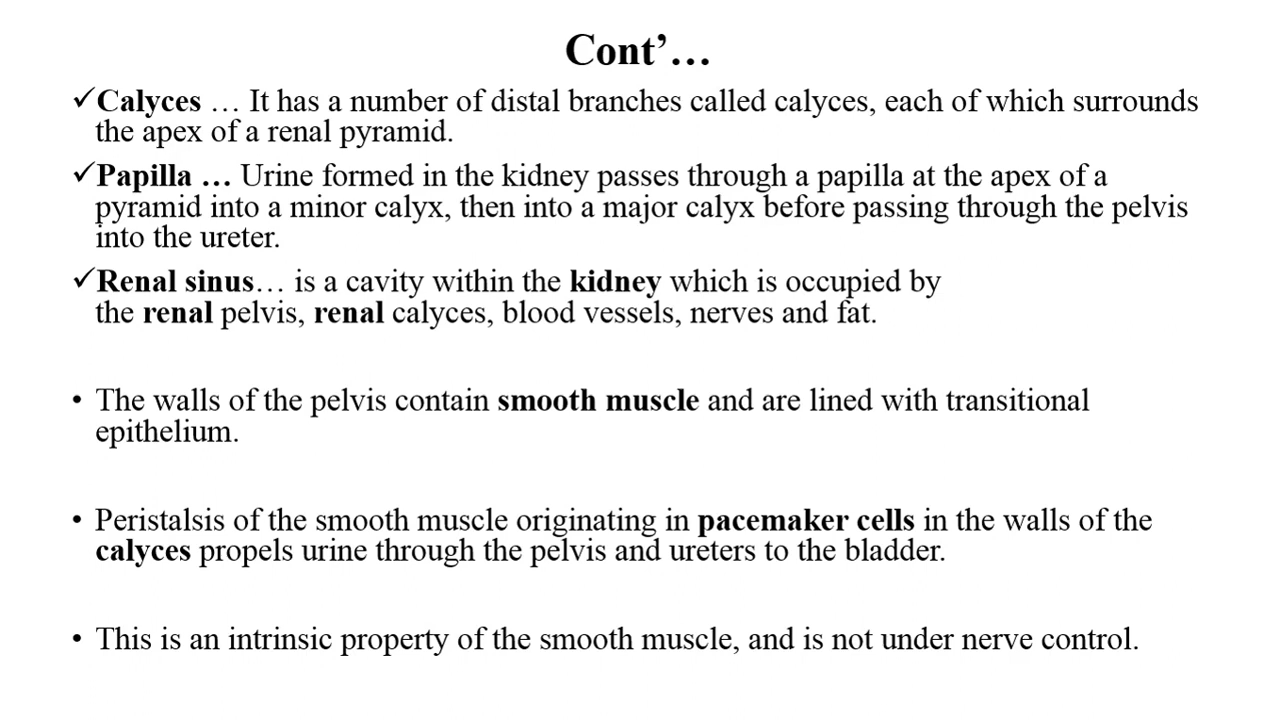 Cont’…
✓Calyces … It has a number of distal branches called calyces, each of which surrounds
the apex of a renal pyramid.
✓Papilla … Urine formed in the kidney passes through a papilla at the apex of a
pyramid into a minor calyx, then into a major calyx before passing through the pelvis
into the ureter.
✓Renal sinus… is a cavity within the kidney which is occupied by
the renal pelvis, renal calyces, blood vessels, nerves and fat.
• The walls of the pelvis contain smooth muscle and are lined with transitional
epithelium.
• Peristalsis of the smooth muscle originating in pacemaker cells in the walls of the
calyces propels urine through the pelvis and ureters to the bladder.
• This is an intrinsic property of the smooth muscle, and is not under nerve control.